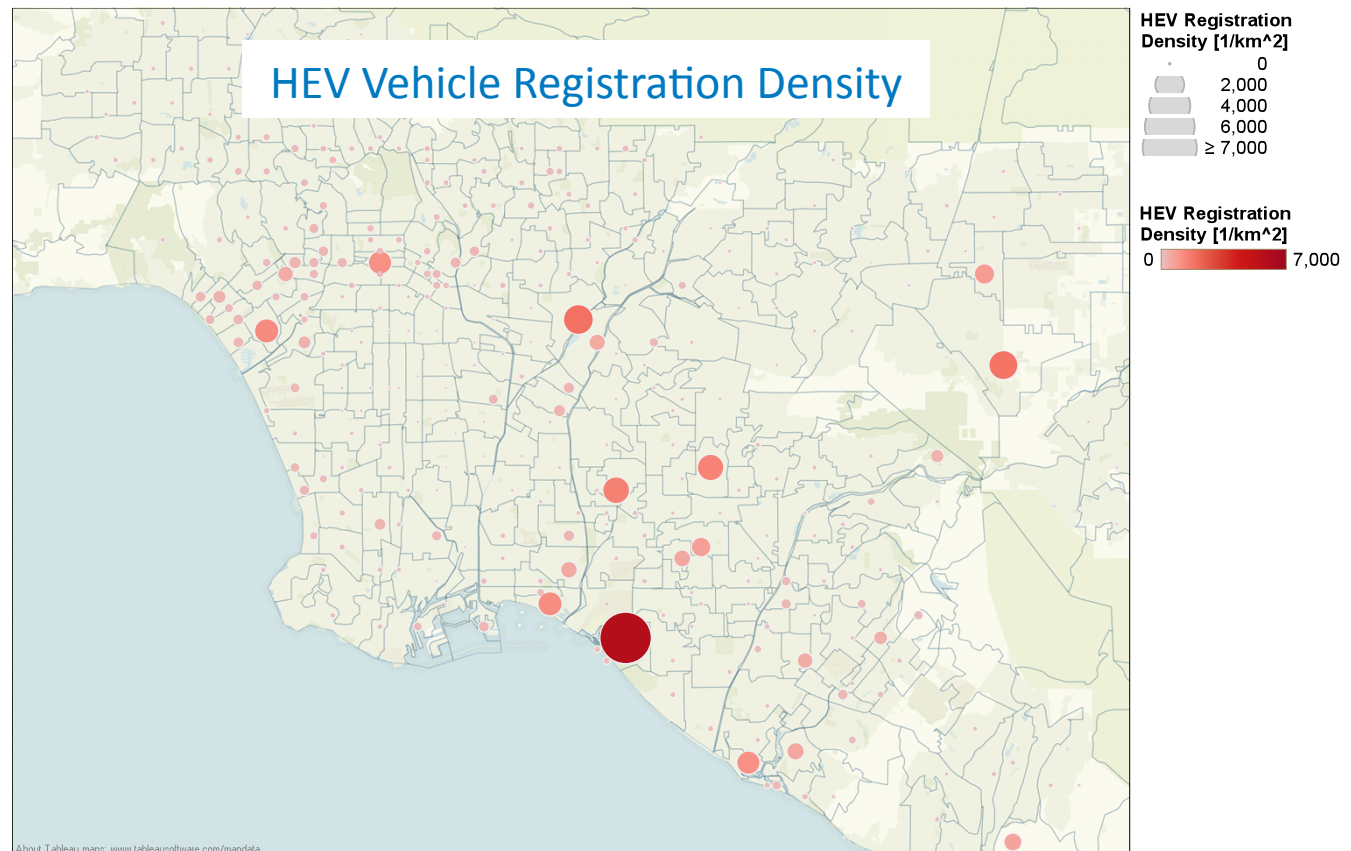 HEV Vehicle Registration Density
HEV Registration
Density [1/km^2]
0
2,000
4,000
6,000
≥ 7,000
HEV Registration
Density [1/km^2]
0 7,000
About Tableau maps: www.tableausoftware.com/mapdata